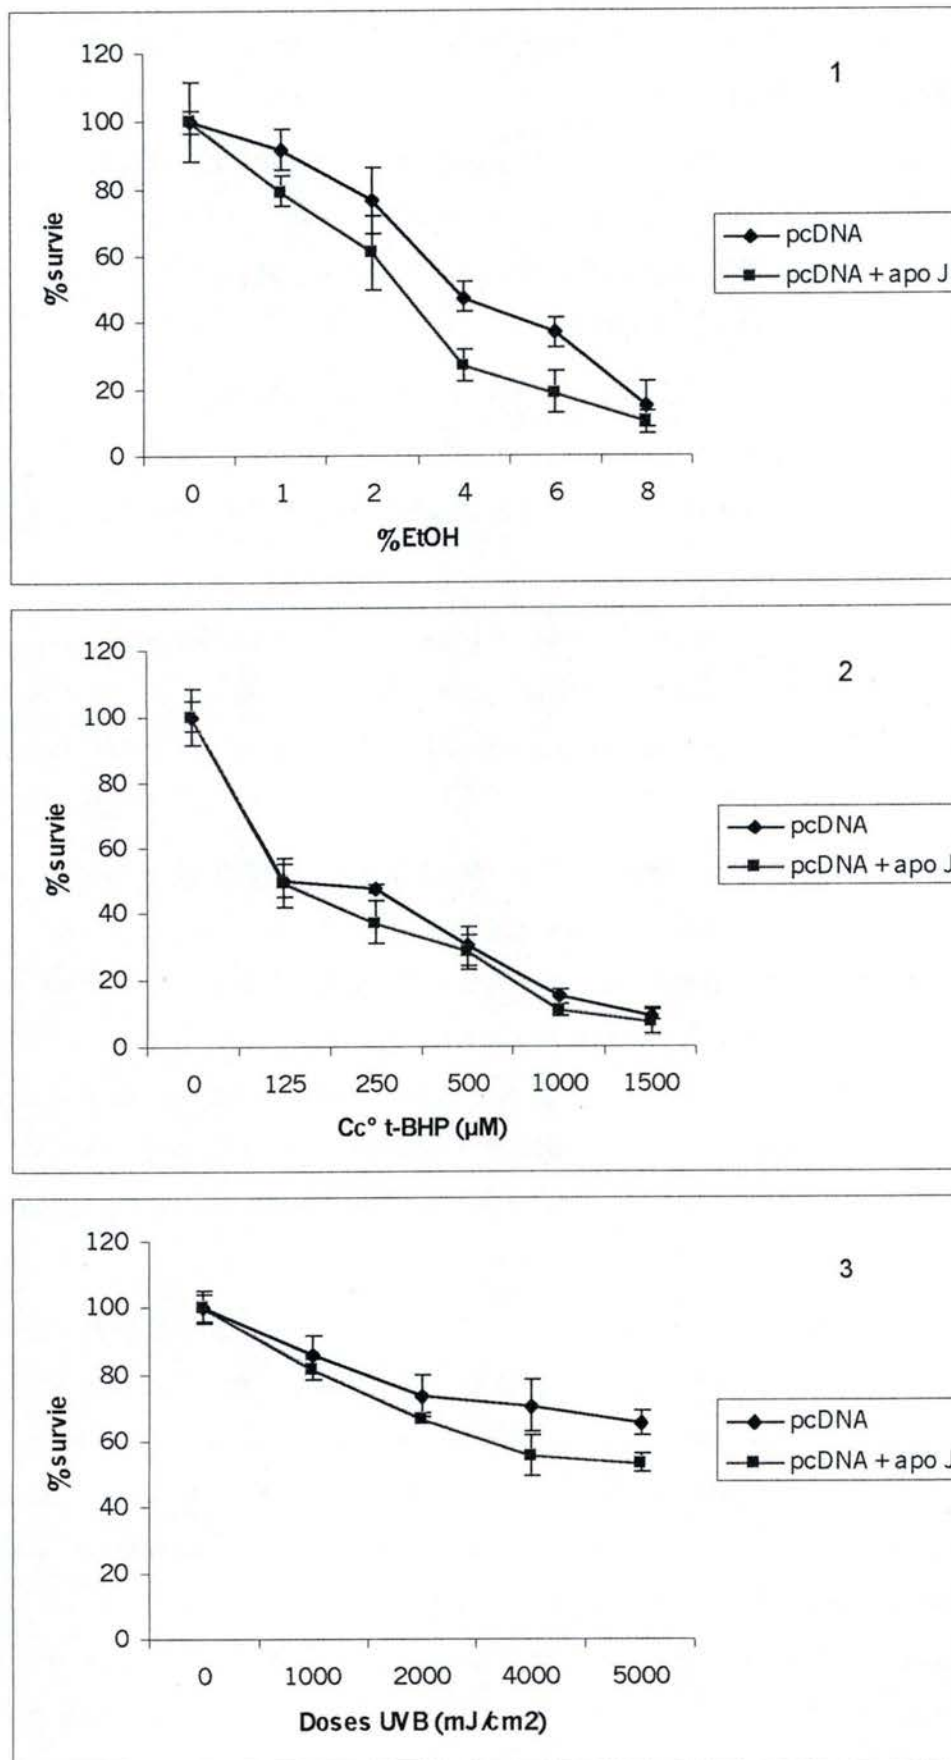 1
120
100
80
60
40
20
0
%survie
0 1 2 4 6 8
%EtOH
pcDNA
pcDNA + apo J
2
120
100
80
60
40
20
0
%survie
0 125 250 500 1000 1500
Cc° t-BHP (µM)
pcDNA
pcDNA + apo J
3
120
100
80
60
40
20
0
%survie
0 1000 2000 4000 5000
Doses UVB (mJ/cm2)
pcDNA
pcDNA + apo J